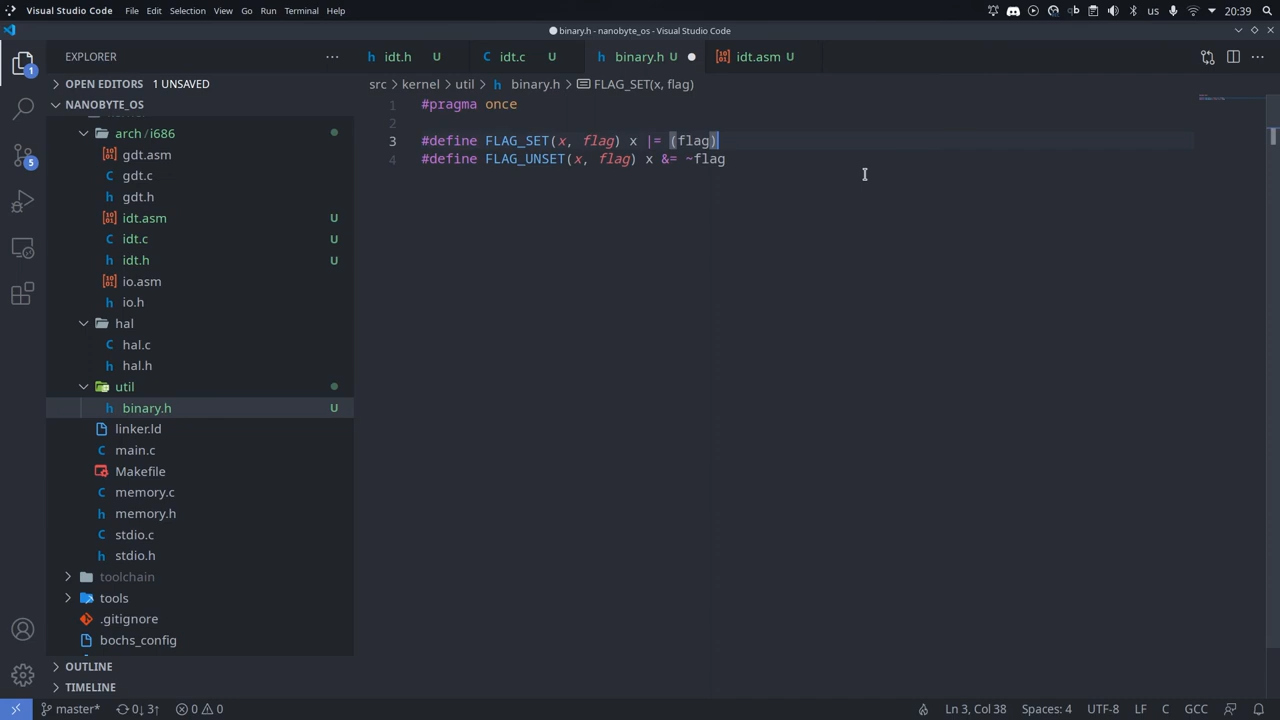 Visual Studio Code File Edit Selection View Go Run Terminal Help us 20:39
binary.h - nanobyte_os - Visual Studio Code
EXPLORER
idt.h U idt.c U binary.h U idt.asm U
OPEN EDITORS 1 UNSAVED
src kernel util h binary.h FLAG_SET(x, flag)
NANOBYTE_OS
1 #pragma once
2
3 #define FLAG_SET(x, flag) x |= (flag)
4 #define FLAG_UNSET(x, flag) x &= ~flag
arch / i686
gdt.asm
gdt.c
gdt.h
idt.asm U
idt.c U
idt.h U
io.asm
io.h
hal
hal.c
hal.h
util
binary.h U
linker.ld
main.c
Makefile
memory.c
memory.h
stdio.c
stdio.h
toolchain
tools
.gitignore
bochs_config
OUTLINE
TIMELINE
master* 0↓ 3↑ 0 0 Ln 3, Col 38 Spaces: 4 UTF-8 LF C GCC